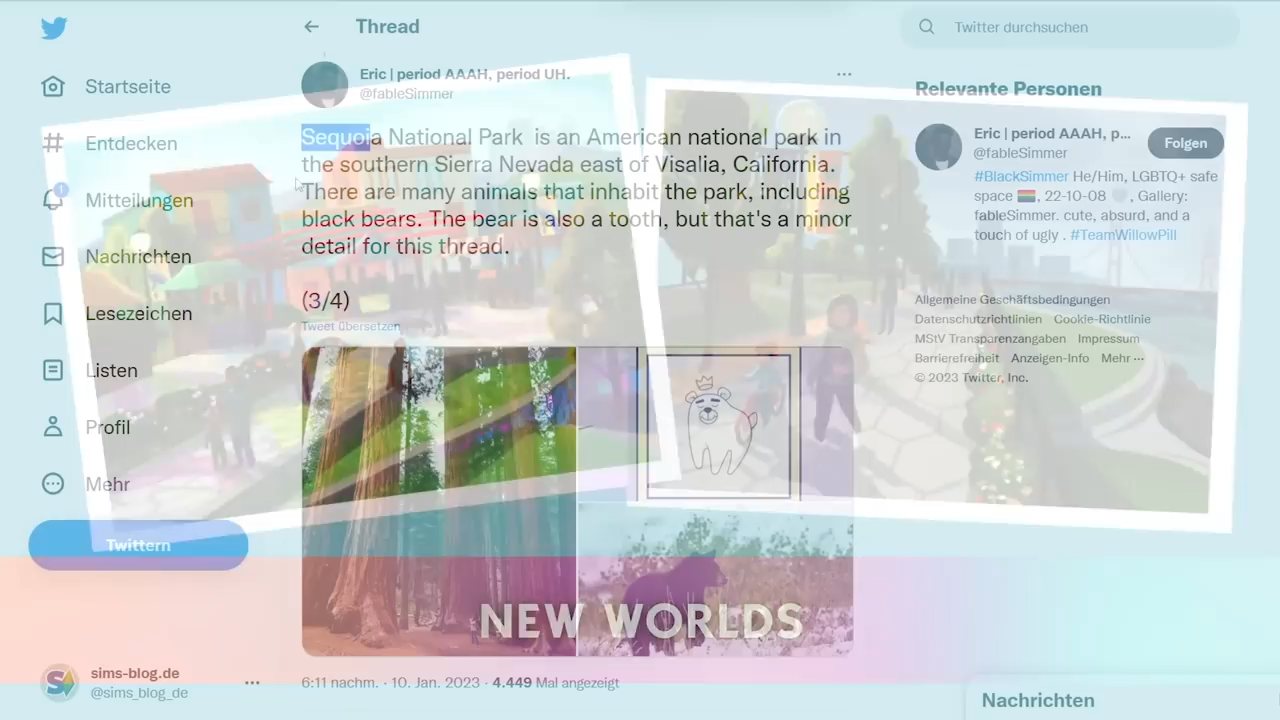 Thread
Twitter durchsuchen
Startseite
Entdecken
1
Mitteilungen
Nachrichten
Lesezeichen
Listen
Profil
Mehr
Twittern
sims-blog.de
@sims_blog_de
Eric | period AAAH, period UH.
@fableSimmer
Sequoia National Park is an American national park in
the southern Sierra Nevada east of Visalia, California.
There are many animals that inhabit the park, including
black bears. The bear is also a tooth, but that's a minor
detail for this thread.
(3/4)
Tweet übersetzen
NEW WORLDS
6:11 nachm. · 10. Jan. 2023 · 4.449 Mal angezeigt
Relevante Personen
Eric | period AAAH, p...
@fableSimmer
Folgen
#BlackSimmer He/Him, LGBTQ+ safe
space 🏳️‍🌈, 22-10-08 🤍, Gallery:
fableSimmer. cute, absurd, and a
touch of ugly . #TeamWillowPill
Allgemeine Geschäftsbedingungen
Datenschutzrichtlinien Cookie-Richtlinie
MStV Transparenzangaben Impressum
Barrierefreiheit Anzeigen-Info Mehr ···
© 2023 Twitter, Inc.
Nachrichten